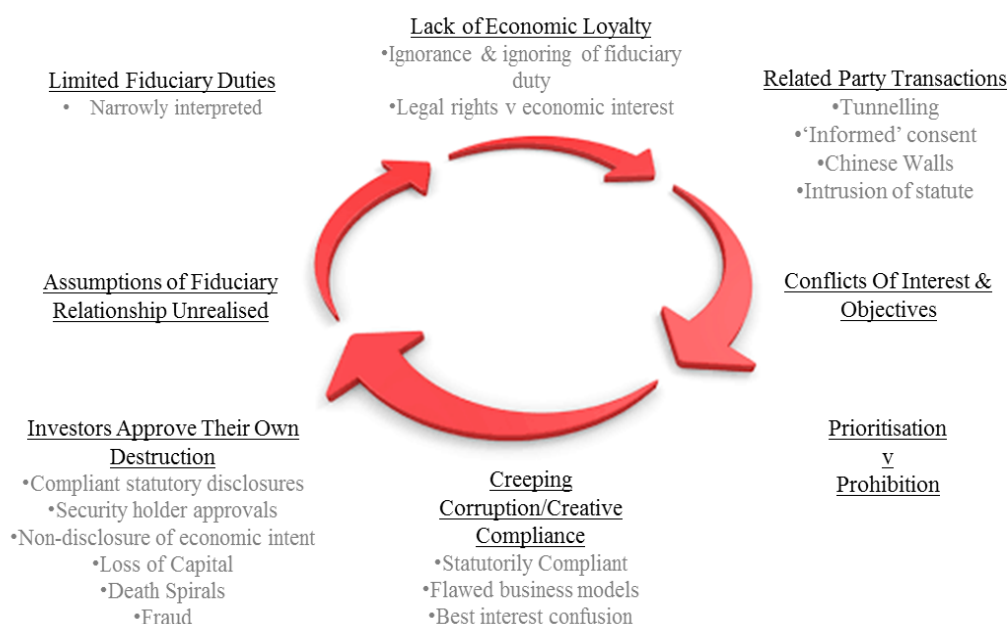 Lack of Economic Loyalty
•Ignorance & ignoring of fiduciary
duty
•Legal rights v economic interest
Related Party Transactions
•Tunnelling
•‘Informed’ consent
•Chinese Walls
•Intrusion of statute
Conflicts Of Interest &
Objectives
Prioritisation
v
Prohibition
Creeping
Corruption/Creative
Compliance
•Statutorily Compliant
•Flawed business models
•Best interest confusion
Investors Approve Their Own
Destruction
•Compliant statutory disclosures
•Security holder approvals
•Non-disclosure of economic intent
•Loss of Capital
•Death Spirals
•Fraud
Assumptions of Fiduciary
Relationship Unrealised
Limited Fiduciary Duties
• Narrowly interpreted